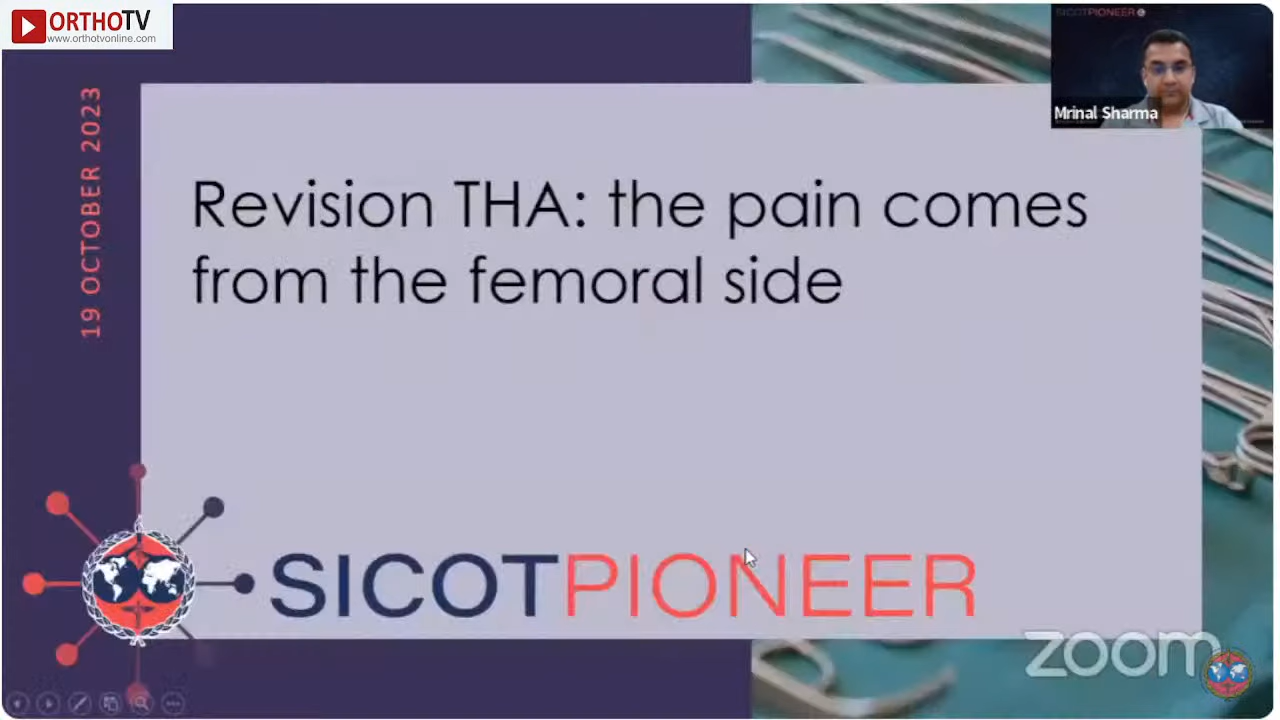 ORTHOTV
www.orthotvonline.com
SICOTPIONEER
Mrinal Sharma
19 OCTOBER 2023
Revision THA: the pain comes
from the femoral side
SICOTPIONEER
zoom